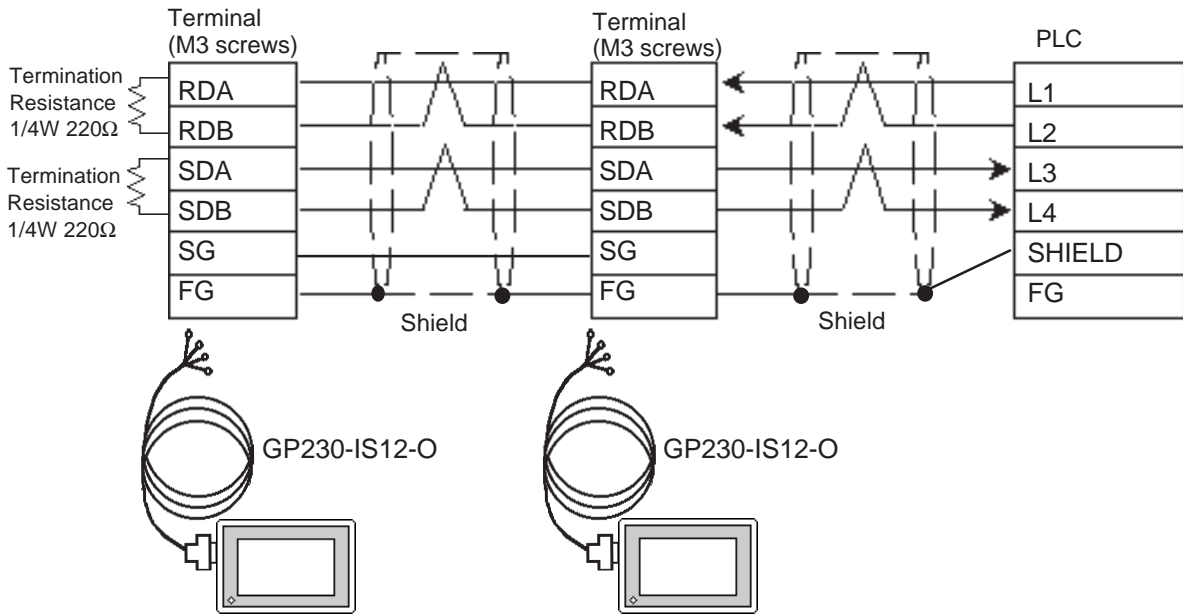 Terminal
(M3 screws)
Terminal
(M3 screws)
PLC
Termination
Resistance
1/4W 220Ω
Termination
Resistance
1/4W 220Ω
RDA
RDB
SDA
SDB
SG
FG
RDA
RDB
SDA
SDB
SG
FG
L1
L2
L3
L4
SHIELD
FG
Shield
Shield
GP230-IS12-O
GP230-IS12-O